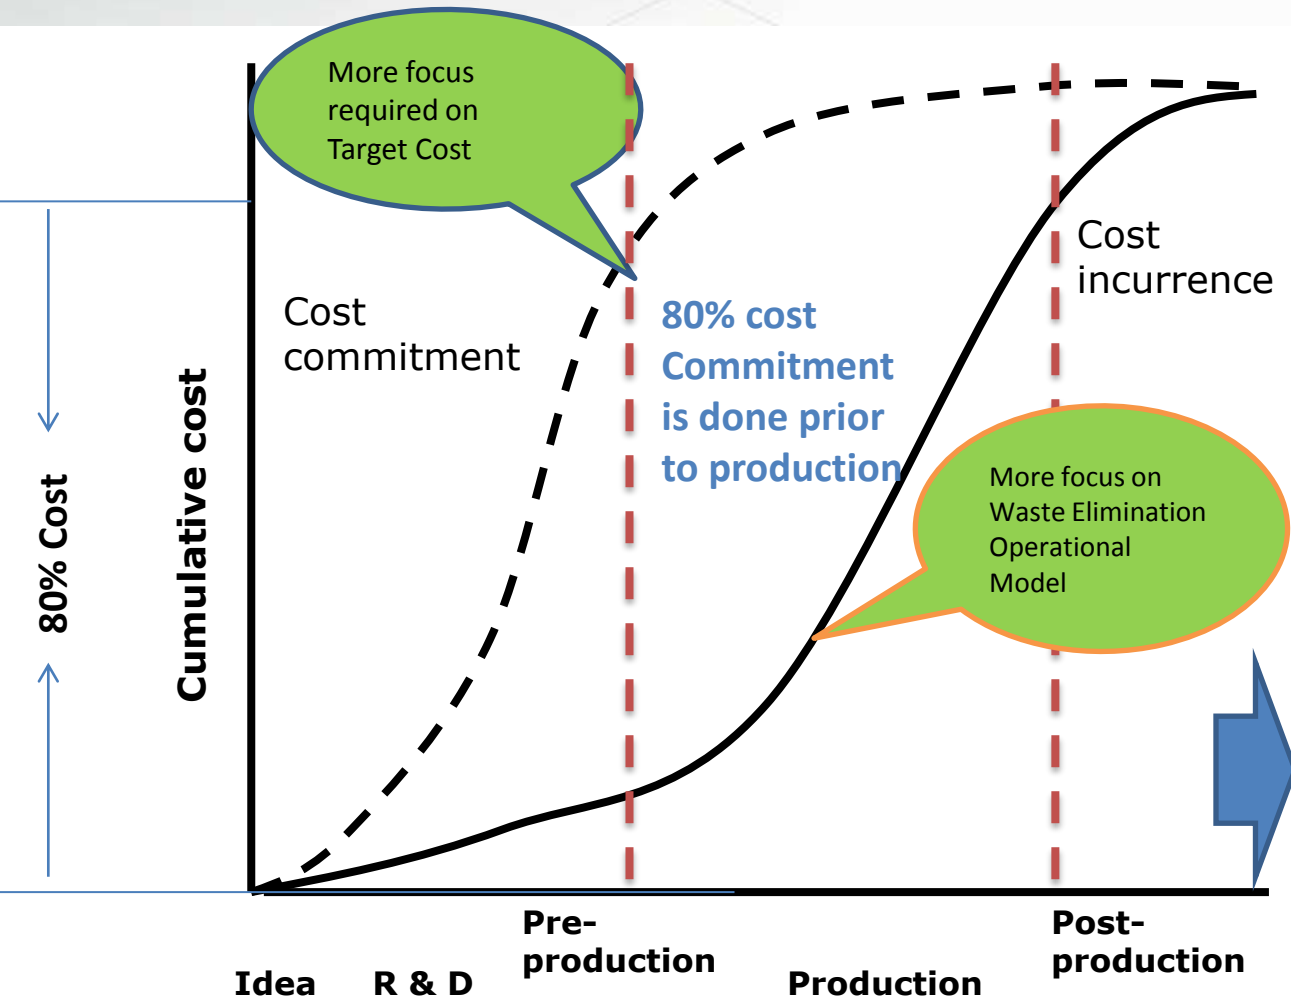 More focus
required on
Target Cost
Cost
commitment
80% cost
Commitment
is done prior
to production
Cost
incurrence
More focus on
Waste Elimination
Operational
Model
80% Cost
Cumulative cost
Idea
R & D
Pre-
production
Production
Post-
production